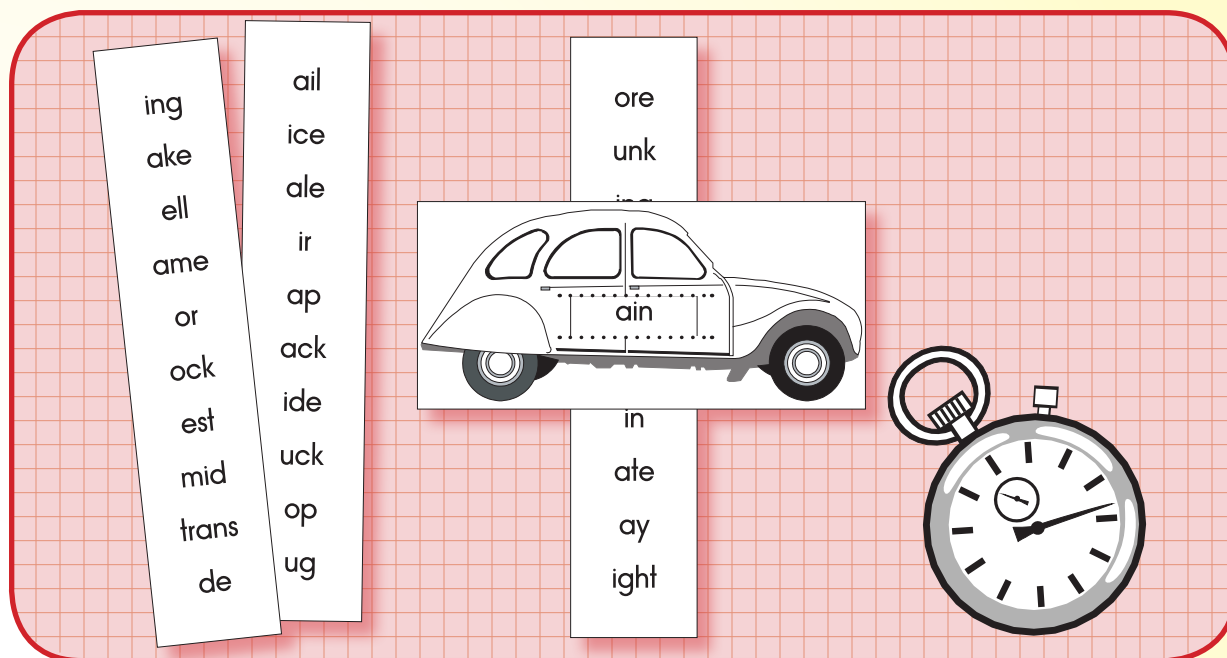 ing
ake
ell
ame
or
ock
est
mid
trans
de
ail
ice
ale
ir
ap
ack
ide
uck
op
ug
ore
unk
ain
in
ate
ay
ight